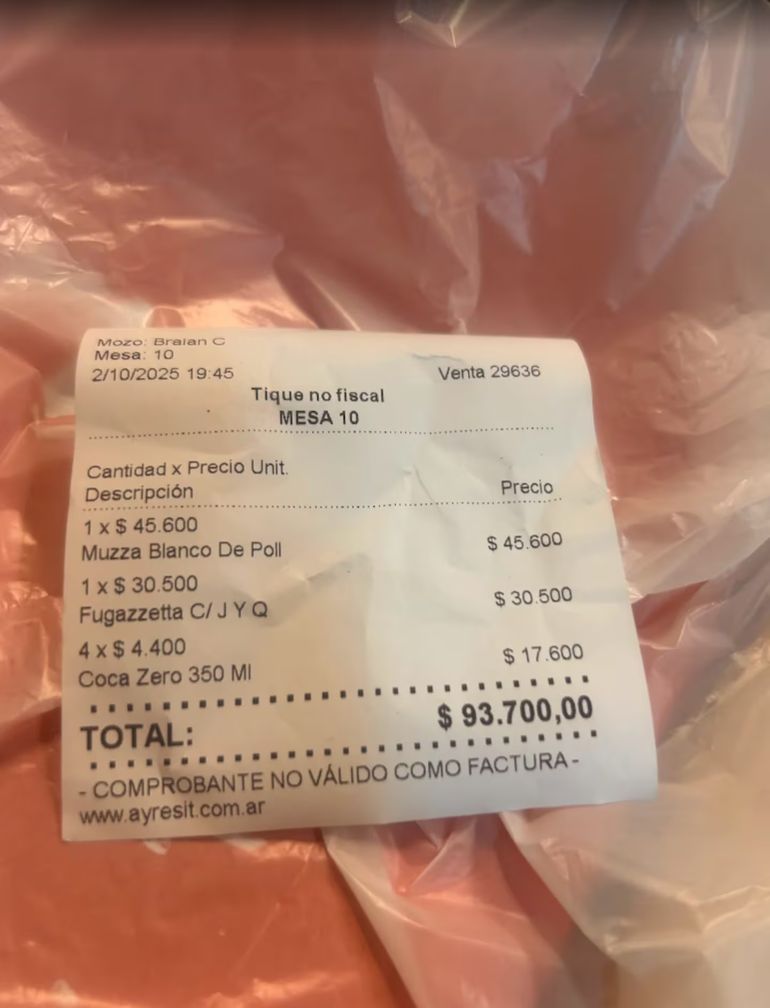 Mozo: Braian C
Mesa: 10
2/10/2025 19:45 Venta 29636
Tique no fiscal
MESA 10
Cantidad x Precio Unit.
Descripción Precio
1 x $ 45.600
Muzza Blanco De Poll $ 45.600
1 x $ 30.500
Fugazzetta C/ J Y Q $ 30.500
4 x $ 4.400
Coca Zero 350 Ml $ 17.600
TOTAL: $ 93.700,00
- COMPROBANTE NO VÁLIDO COMO FACTURA -
www.ayresit.com.ar